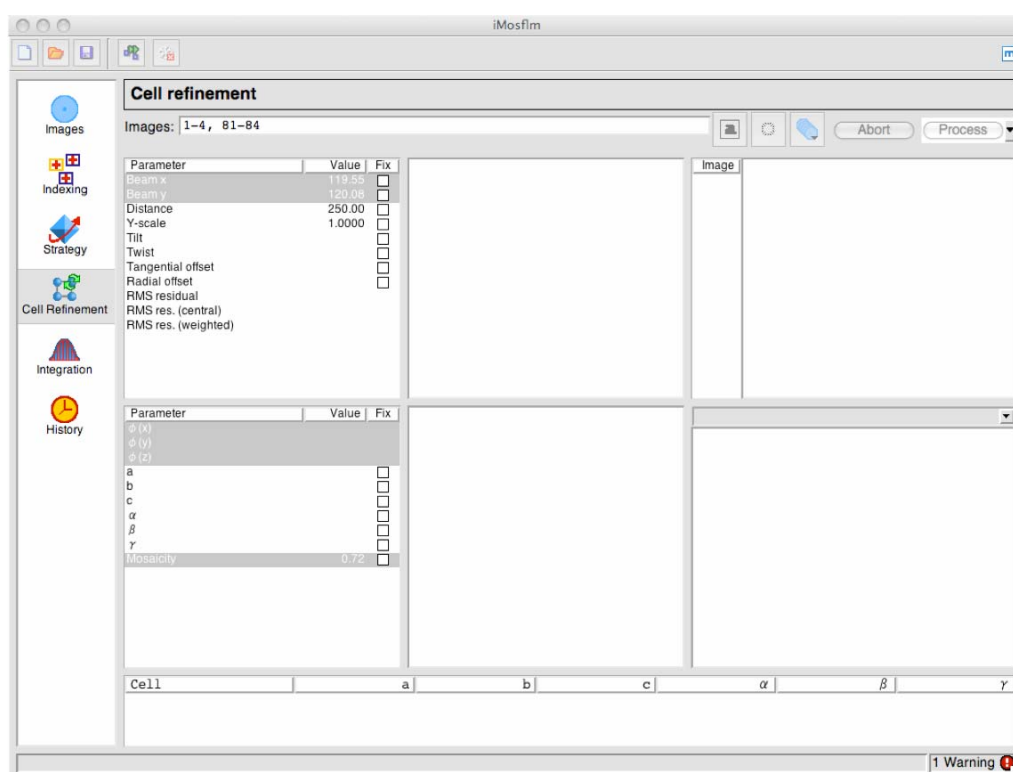 iMosflm
Images
Indexing
Strategy
Cell Refinement
Integration
History
Cell refinement
Images: 1-4, 81-84
Abort
Process
Parameter Value Fix
Beam x 119.55
Beam y 120.08
Distance 250.00
Y-scale 1.0000
Tilt
Twist
Tangential offset
Radial offset
RMS residual
RMS res. (central)
RMS res. (weighted)
Image
Parameter Value Fix
ϕ (x)
ϕ (y)
ϕ (z)
a
b
c
α
β
γ
Mosaicity 0.72
Cell a b c α β γ
1 Warning